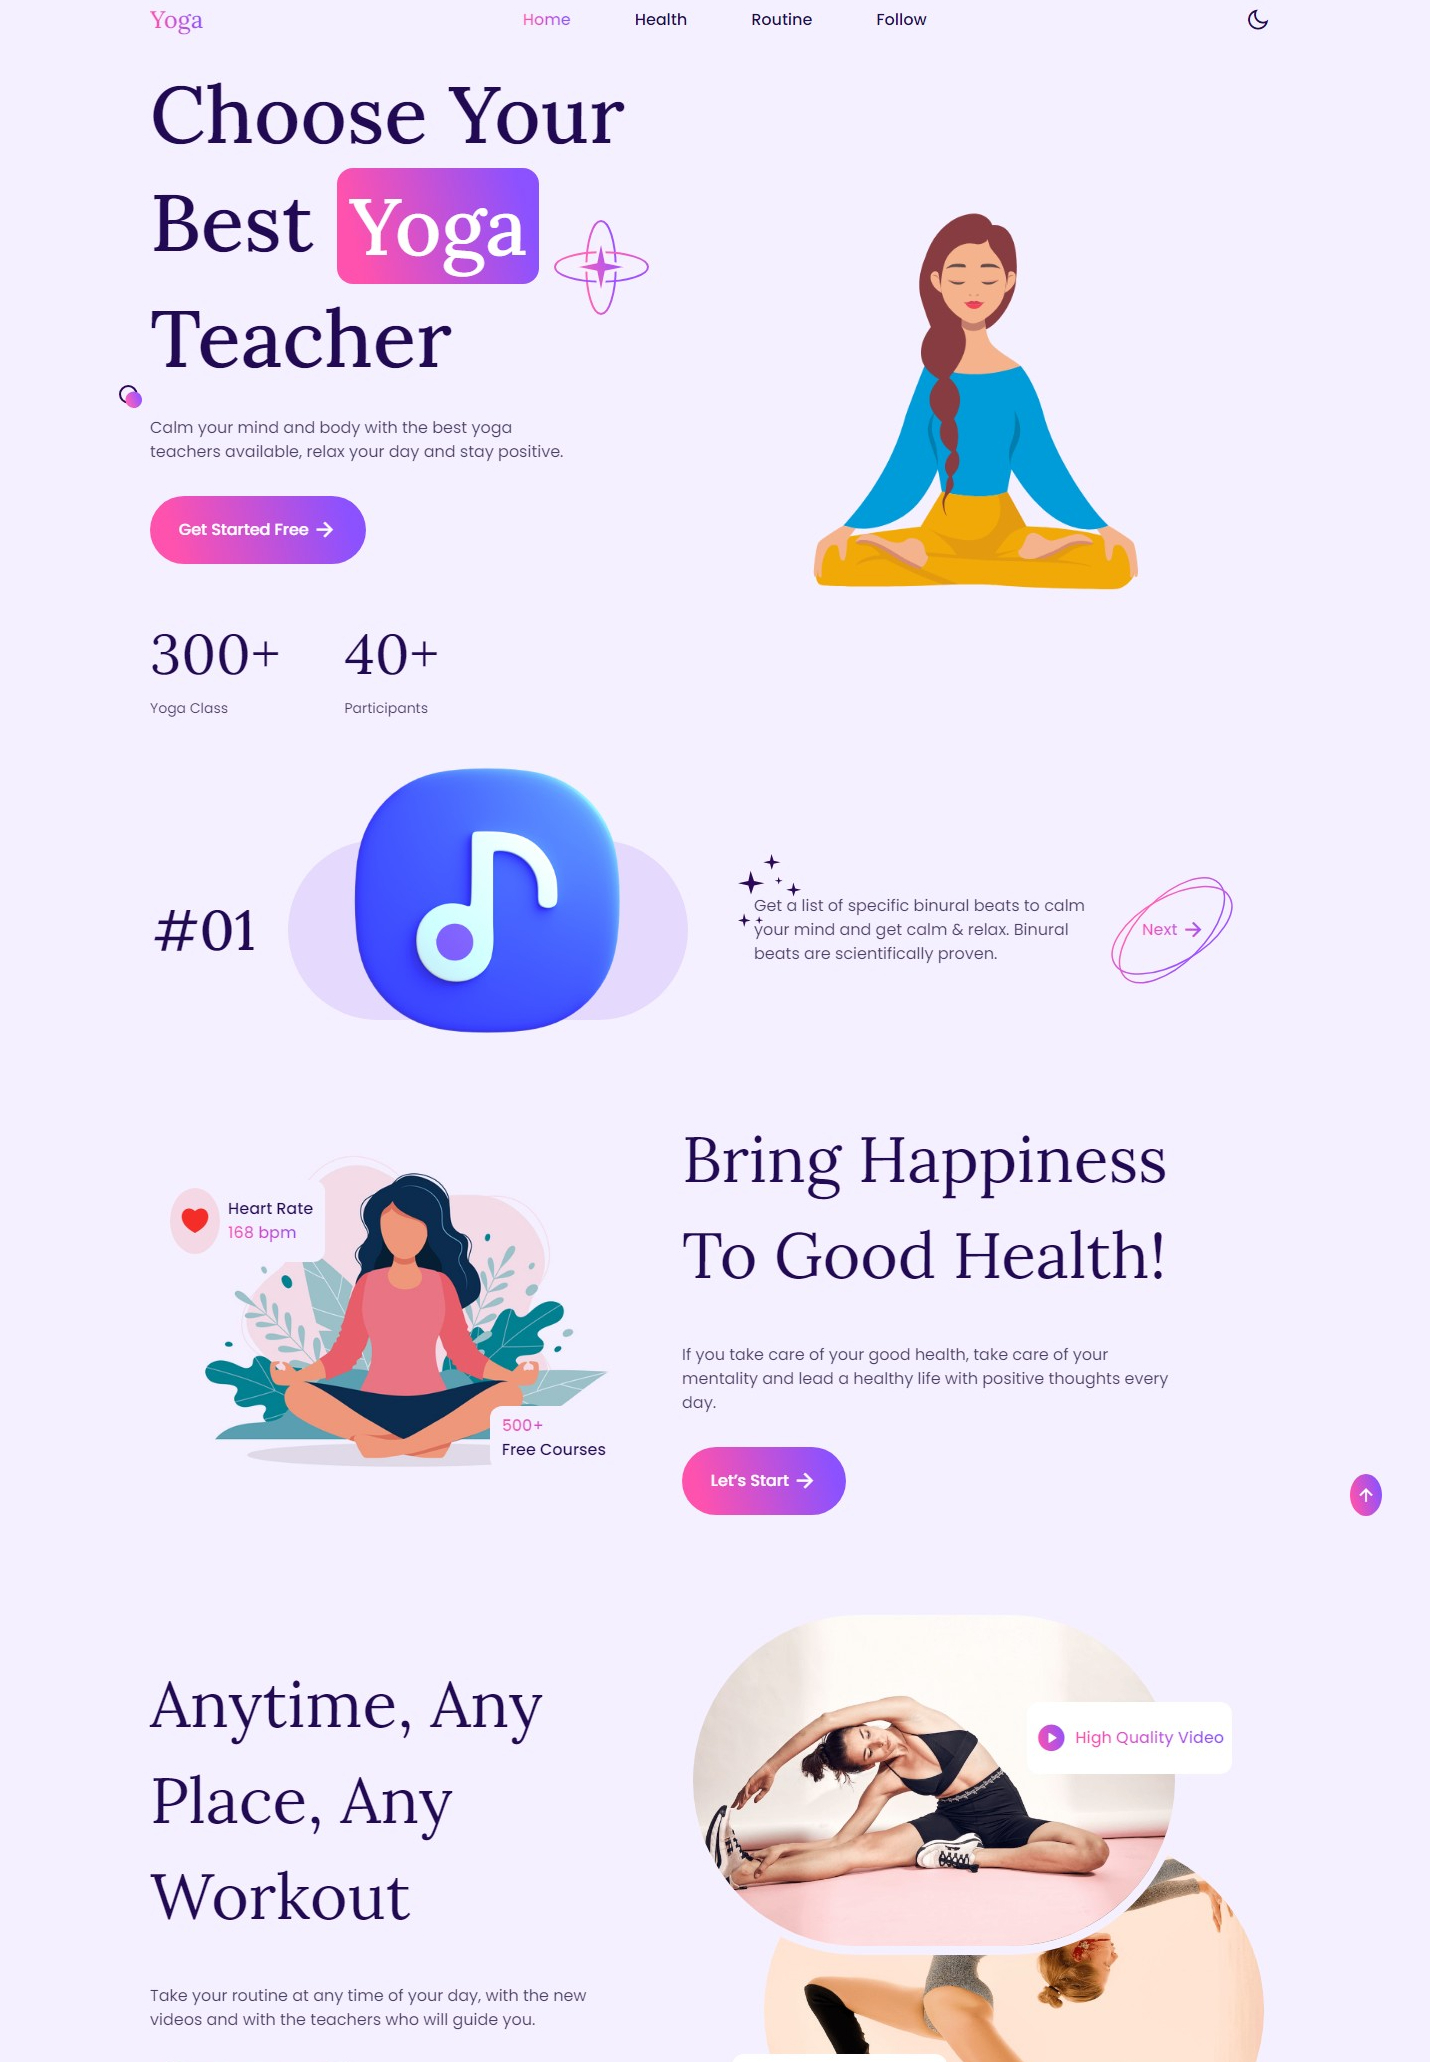 Yoga
Home
Health
Routine
Follow
Choose Your
Best Yoga
Teacher
Calm your mind and body with the best yoga
teachers available, relax your day and stay positive.
Get Started Free
300+
40+
Yoga Class
Participants
#01
Get a list of specific binural beats to calm
your mind and get calm & relax. Binural
beats are scientifically proven.
Next
Heart Rate
168 bpm
500+
Free Courses
Bring Happiness
To Good Health!
If you take care of your good health, take care of your
mentality and lead a healthy life with positive thoughts every
day.
Let's Start
Anytime, Any
Place, Any
Workout
Take your routine at any time of your day, with the new
videos and with the teachers who will guide you.
High Quality Video